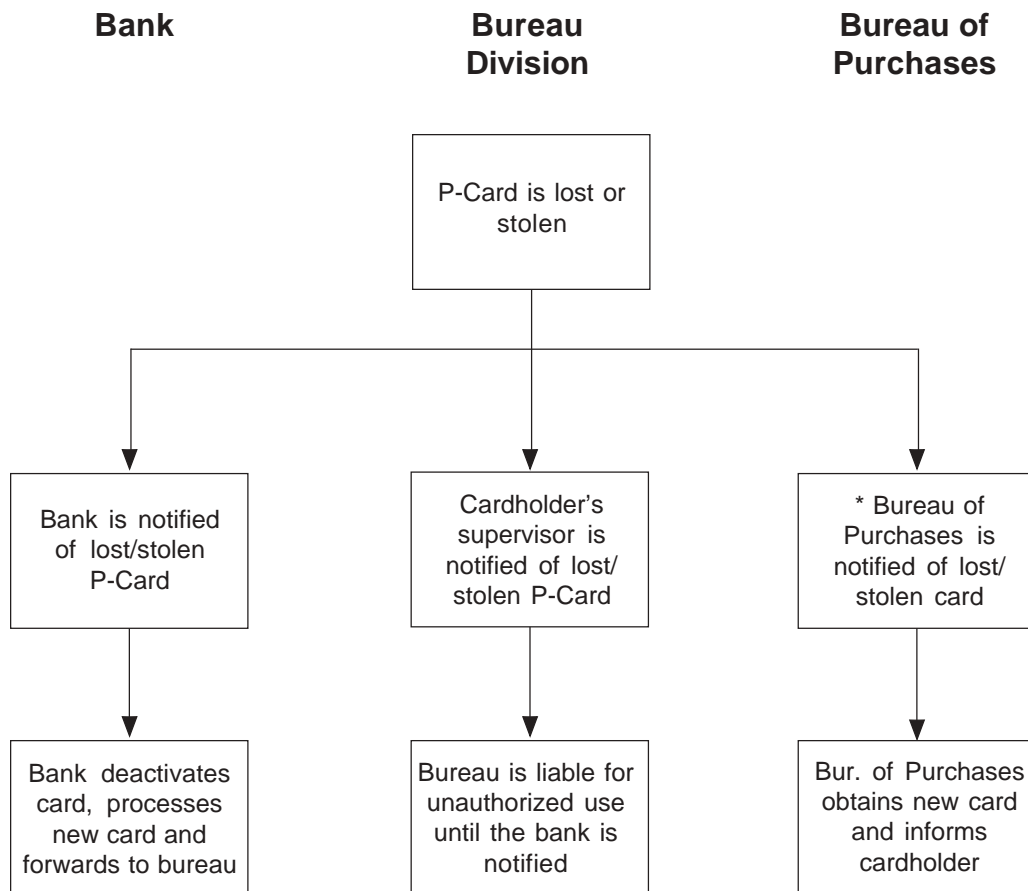 Bank
Bureau
Division
Bureau of
Purchases
P-Card is lost or
stolen
Bank is notified
of lost/stolen
P-Card
Cardholder's
supervisor is
notified of lost/
stolen P-Card
* Bureau of
Purchases is
notified of lost/
stolen card
Bank deactivates
card, processes
new card and
forwards to bureau
Bureau is liable for
unauthorized use
until the bank is
notified
Bur. of Purchases
obtains new card
and informs
cardholder